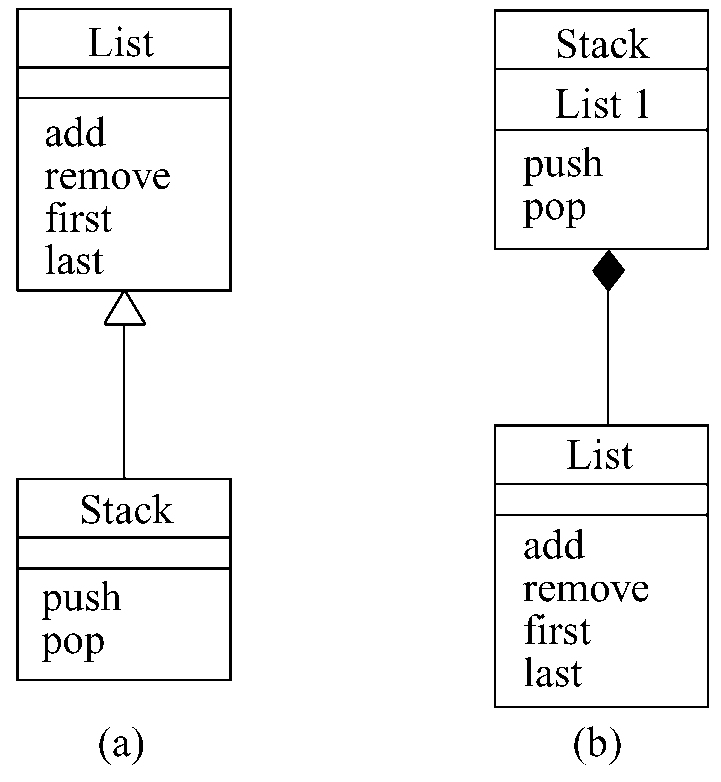 List
add
remove
first
last
Stack
push
pop
(a)
Stack
List 1
push
pop
List
add
remove
first
last
(b)